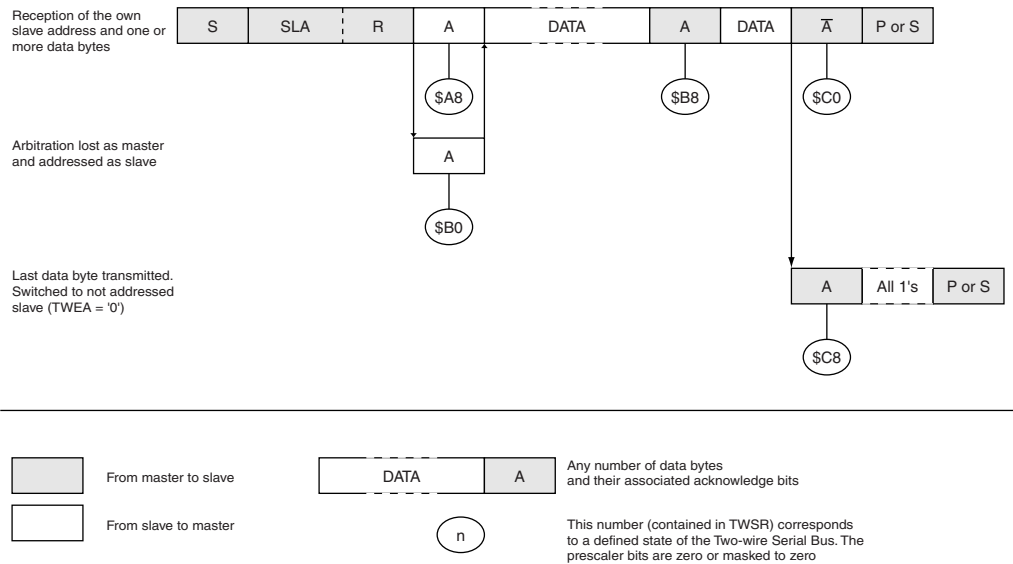 Reception of the own
slave address and one or
more data bytes
S SLA R A DATA A DATA A̅ P or S
$A8 $B8 $C0
Arbitration lost as master
and addressed as slave
A
$B0
Last data byte transmitted.
Switched to not addressed
slave (TWEA = '0')
A All 1's P or S
$C8
From master to slave
From slave to master
DATA A
Any number of data bytes
and their associated acknowledge bits
n
This number (contained in TWSR) corresponds
to a defined state of the Two-wire Serial Bus. The
prescaler bits are zero or masked to zero